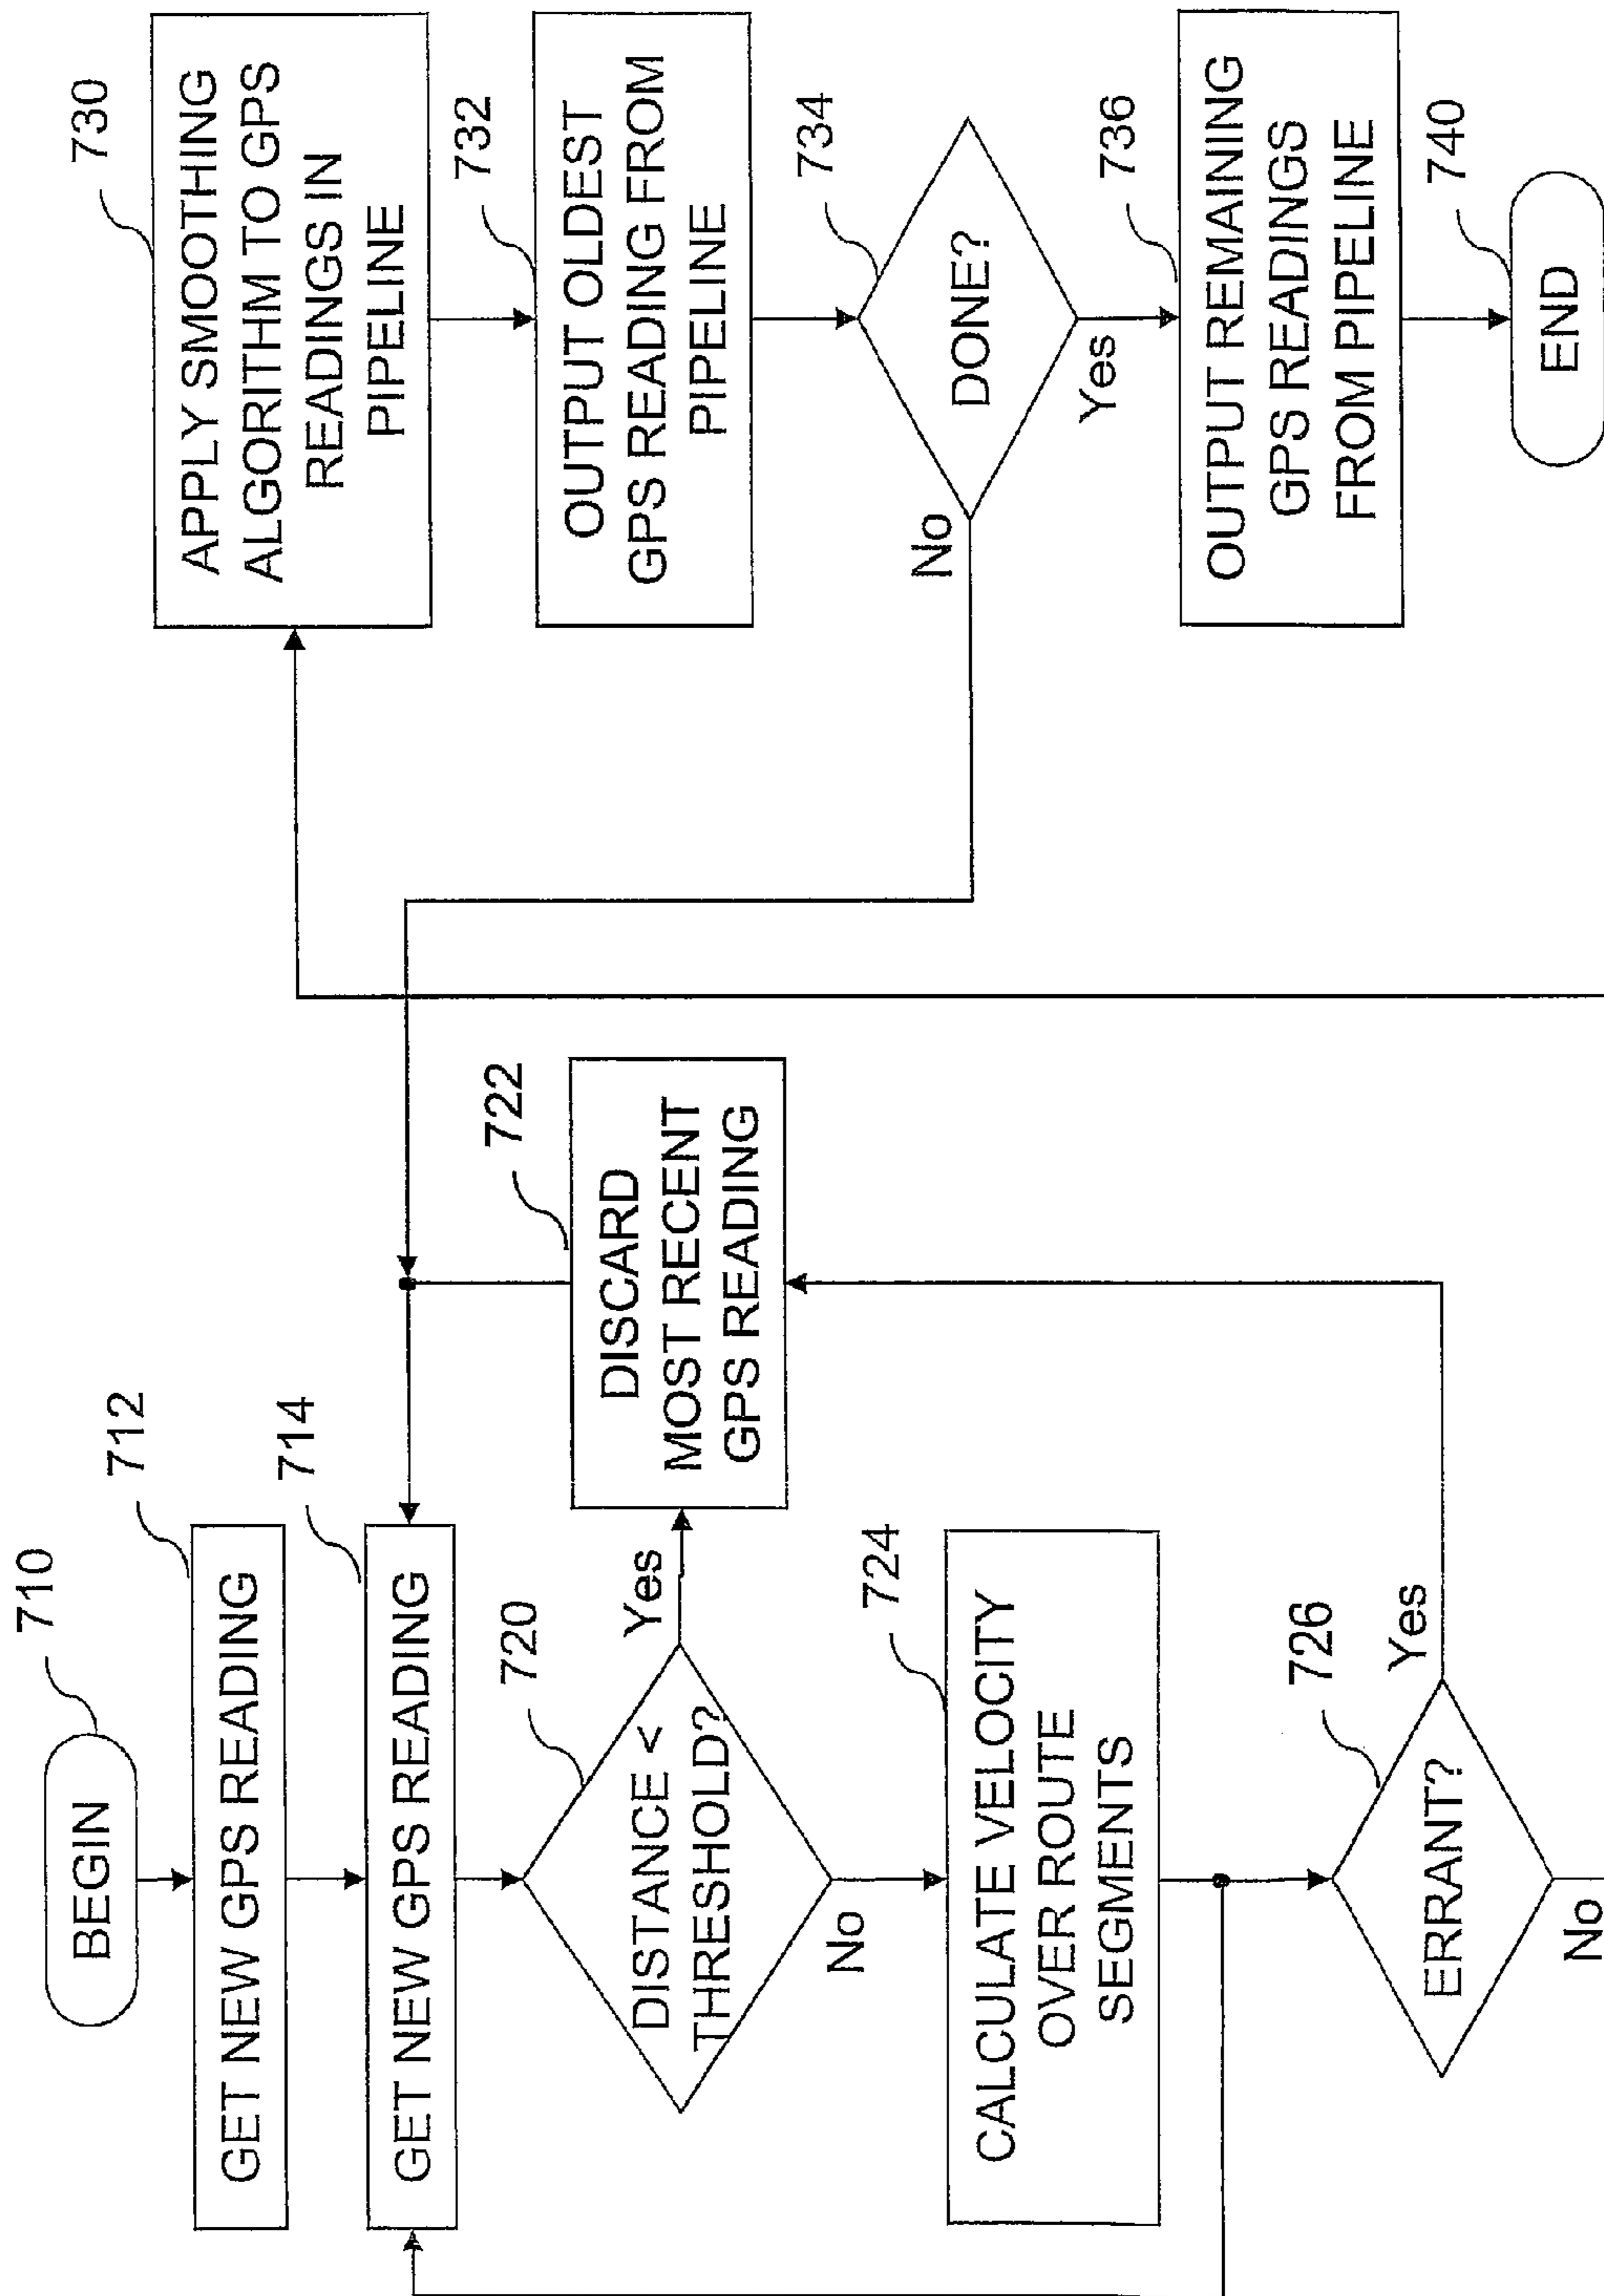 710
BEGIN
712
GET NEW GPS READING
714
GET NEW GPS READING
720
DISTANCE <
THRESHOLD?
Yes
No
722
DISCARD
MOST RECENT
GPS READING
724
CALCULATE VELOCITY
OVER ROUTE
SEGMENTS
726
ERRANT?
Yes
No
730
APPLY SMOOTHING
ALGORITHM TO GPS
READINGS IN
PIPELINE
732
OUTPUT OLDEST
GPS READING FROM
PIPELINE
734
DONE?
No
Yes
736
OUTPUT REMAINING
GPS READINGS
FROM PIPELINE
740
END